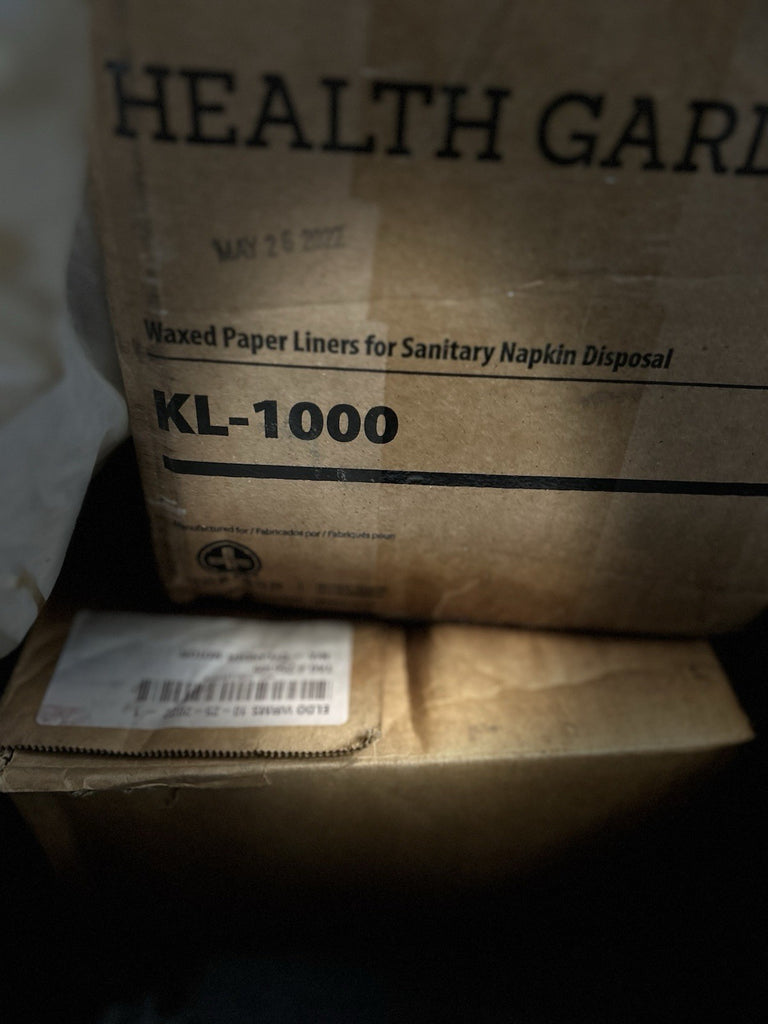 HEALTH GARD
MAY 26 2022
Waxed Paper Liners for Sanitary Napkin Disposal
KL-1000
Manufactured for / Fabricados por / Fabriqués pour